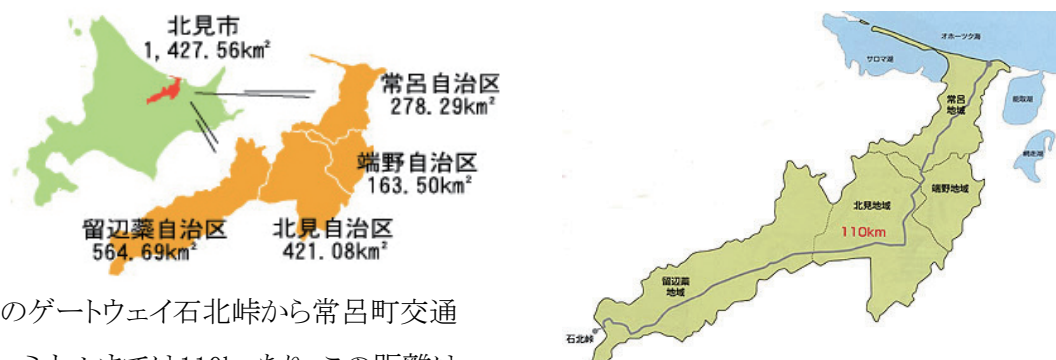 北見市
1,427.56km²
常呂自治区
278.29km²
端野自治区
163.50km²
留辺蘂自治区
564.69km²
北見自治区
421.08km²
のゲートウェイ石北峠から常呂町交通
オホーツク海
サロマ湖
能取湖
常呂
地域
網走湖
端野地域
北見地域
110km
留辺蘂
地域
石北峠